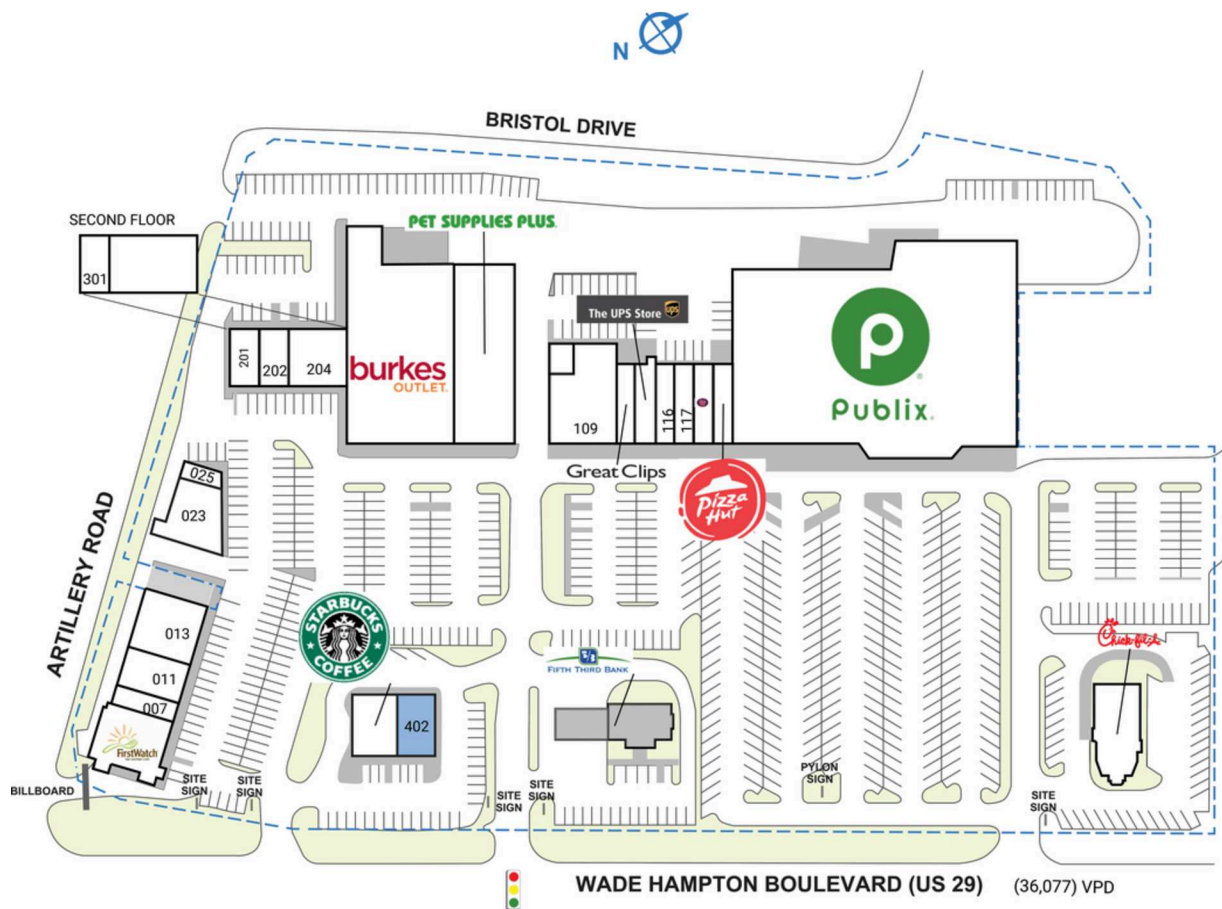 N
BRISTOL DRIVE
SECOND FLOOR
PET SUPPLIES PLUS
301
The UPS Store
ups
201
202
204
burkes
OUTLET
116
117
109
Publix
Great Clips
Pizza
Hut
025
023
ARTILLERY ROAD
013
011
007
FirstWatch
STARBUCKS
COFFEE
402
FIFTH THIRD BANK
Chick-fil-A
BILLBOARD
SITE
SIGN
SITE
SIGN
SITE
SIGN
SITE
SIGN
PYLON
SIGN
SITE
SIGN
WADE HAMPTON BOULEVARD (US 29)
(36,077) VPD